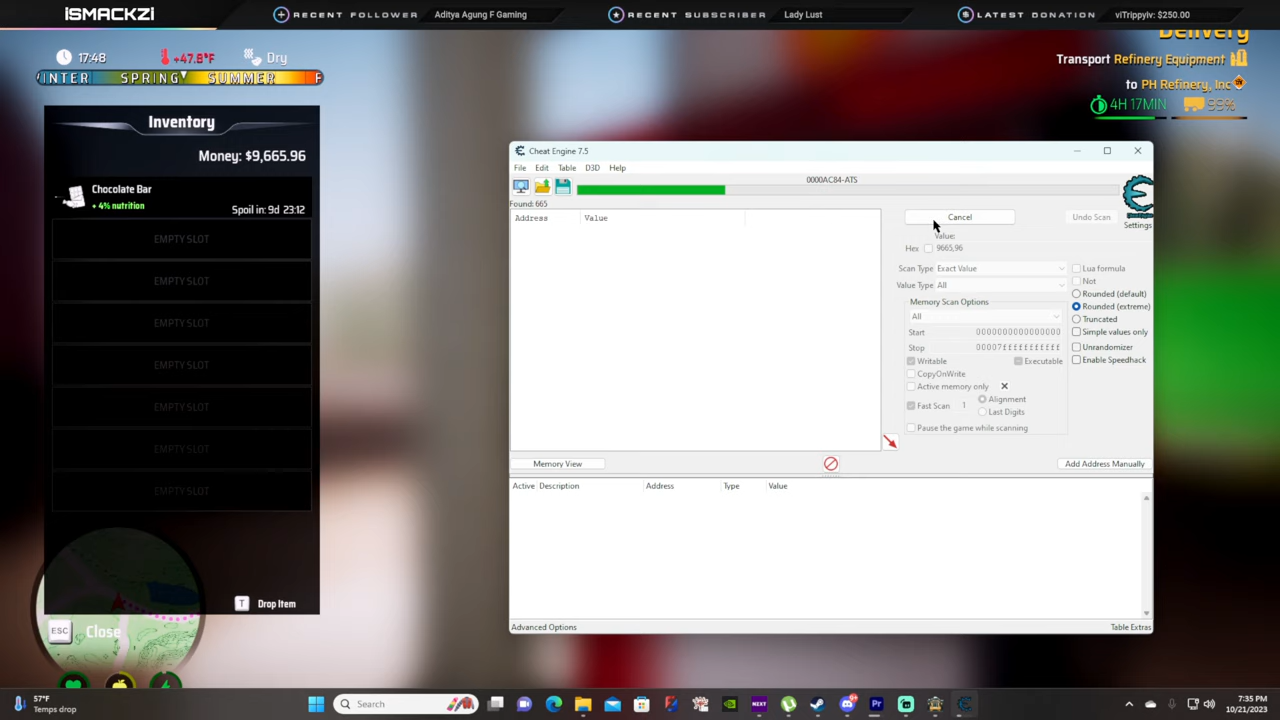 iSMACKZI
RECENT FOLLOWER Aditya Agung F Gaming
RECENT SUBSCRIBER Lady Lust
LATEST DONATION viTrippyiv: $250.00
17:48 +47.8°F Dry
INTER SPRING SUMMER F
Delivery
Transport Refinery Equipment
to PH Refinery, Inc
4H 17MIN 99%
Inventory
Money: $9,665.96
Chocolate Bar
+ 4% nutrition
Spoil in: 9d 23:12
EMPTY SLOT
EMPTY SLOT
EMPTY SLOT
EMPTY SLOT
EMPTY SLOT
EMPTY SLOT
EMPTY SLOT
T Drop Item
ESC Close
Cheat Engine 7.5
File Edit Table D3D Help
0000AC84-ATS
Found: 665
Address Value
Cancel
Undo Scan
Settings
Value:
Hex 9665,96
Scan Type Exact Value
Value Type All
Lua formula
Not
Rounded (default)
Rounded (extreme)
Truncated
Simple values only
Unrandomizer
Enable Speedhack
Memory Scan Options
All
Start 0000000000000000
Stop 00007fffffffffff
Writable Executable
CopyOnWrite
Active memory only
Fast Scan 1 Alignment
Last Digits
Pause the game while scanning
Memory View
Add Address Manually
Active Description Address Type Value
Advanced Options
Table Extras
57°F
Temps drop
Search
NEXT
7:35 PM
10/21/2023